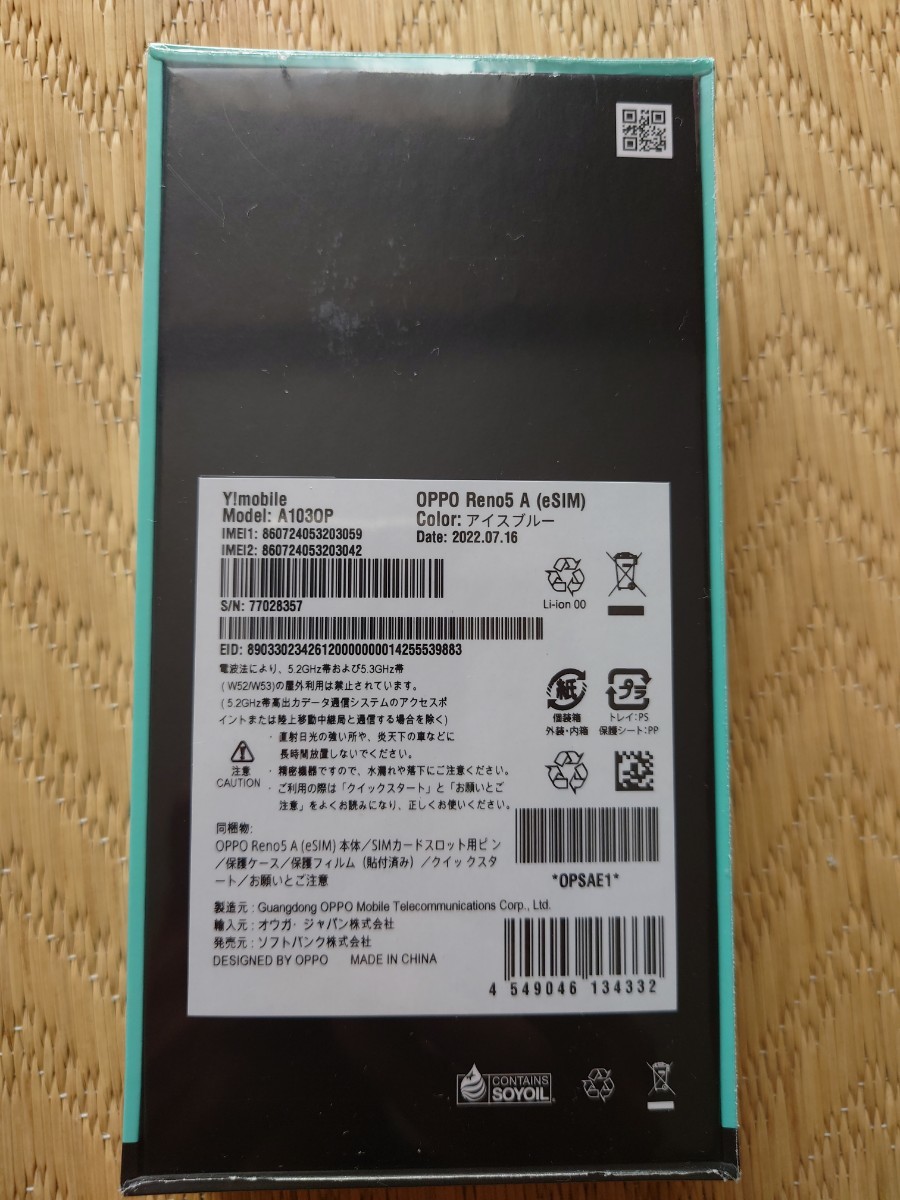 Y!mobile
Model: A103OP
IMEI1: 860724053203059
IMEI2: 860724053203042
OPPO Reno5 A (eSIM)
Color: アイスブルー
Date: 2022.07.16
S/N: 77028357
Li-ion 00
EID: 89033023426120000000014255539883
電波法により、5.2GHz帯および5.3GHz帯
(W52/W53)の屋外利用は禁止されています。
(5.2GHz帯高出力データ通信システムのアクセスポ
イントまたは陸上移動中継局と通信する場合を除く)
紙
個装箱
外装・内箱
プラ
トレイ:PS
保護シート:PP
注意
CAUTION
・直射日光の強い所や、炎天下の車などに
長時間放置しないでください。
・精密機器ですので、水濡れや落下にご注意ください。
・ご利用の際は「クイックスタート」と「お願いとご
注意」をよくお読みになり、正しくお使いください。
同梱物:
OPPO Reno5 A (eSIM) 本体/SIMカードスロット用ピン
/保護ケース/保護フィルム(貼付済み)/クイックスタ
ート/お願いとご注意
*OPSAE1*
製造元:Guangdong OPPO Mobile Telecommunications Corp., Ltd.
輸入元:オウガ・ジャパン株式会社
発売元:ソフトバンク株式会社
DESIGNED BY OPPO MADE IN CHINA
4 549046 134332
CONTAINS
SOYOIL